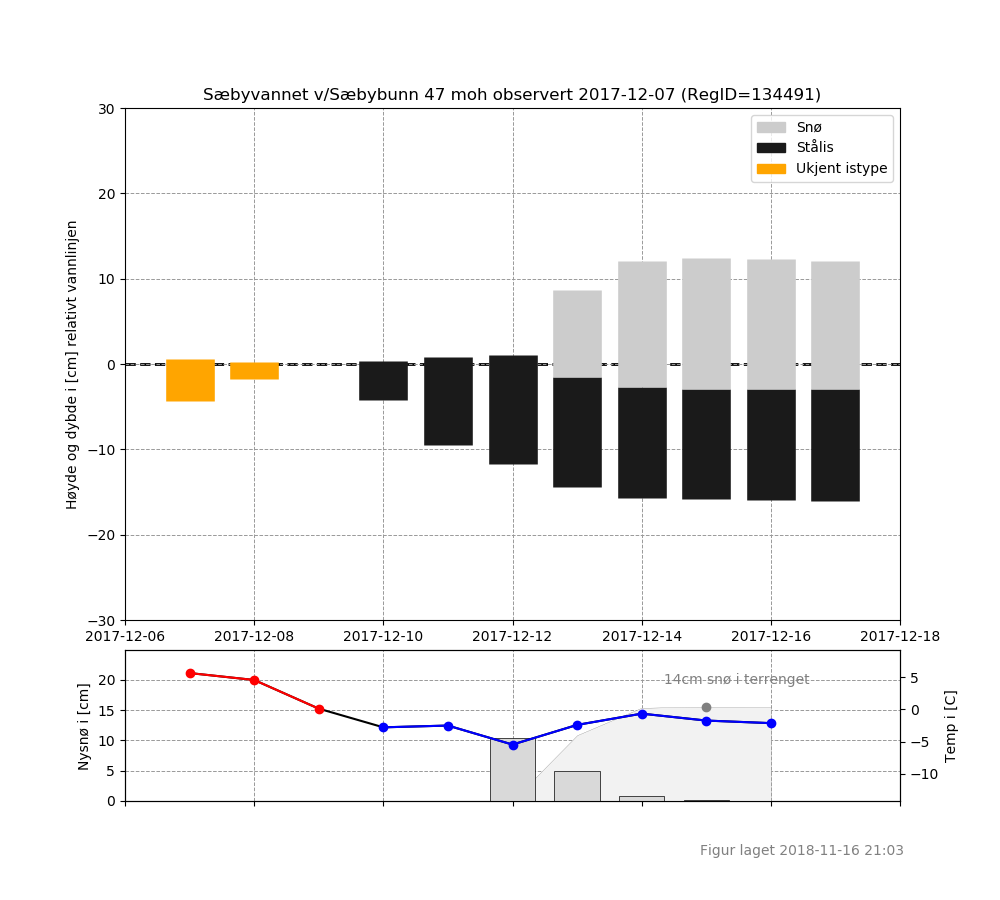 Sæbyvannet v/Sæbybunn 47 moh observert 2017-12-07 (RegID=134491)
Høyde og dybde i [cm] relativt vannlinjen
30
20
10
0
−10
−20
−30
Snø
Stålis
Ukjent istype
2017-12-06 2017-12-08 2017-12-10 2017-12-12 2017-12-14 2017-12-16 2017-12-18
Nysnø i [cm]
20
15
10
5
0
14cm snø i terrenget
5
0
−5
−10
Temp i [C]
Figur laget 2018-11-16 21:03